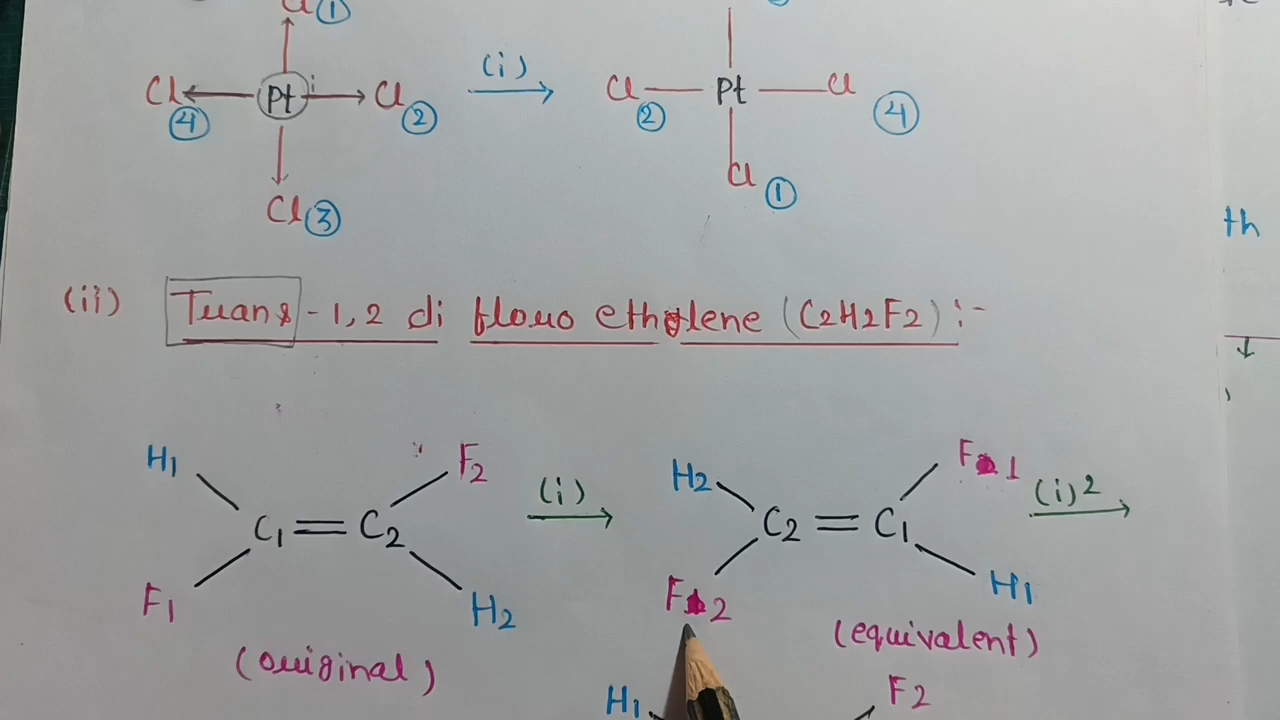 Cl ①
Cl ← Pt i → Cl (i) → Cl — Pt — Cl
④ ② ② ④
Cl ③ Cl ①
th
(ii) Trans - 1,2 di floro ethylene (C2H2F2) :-
H1 F2 (i) H2 F 1 (i)2
C1 = C2 C2 = C1
F1 H2 F 2 H1
(original) (equivalent)
H1 F2